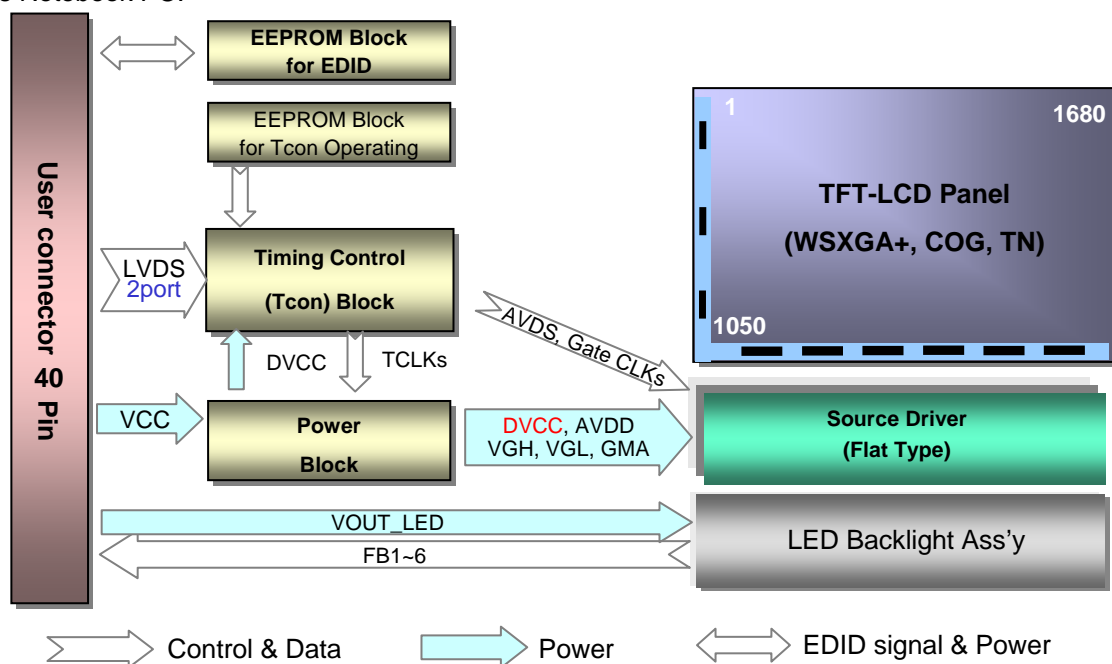 EEPROM Block
for EDID
EEPROM Block
for Tcon Operating
User connector 40 Pin
LVDS
2port
Timing Control
(Tcon) Block
DVCC
TCLKs
VCC
Power
Block
AVDS, Gate CLKs
DVCC, AVDD
VGH, VGL, GMA
1
1680
TFT-LCD Panel
(WSXGA+, COG, TN)
1050
Source Driver
(Flat Type)
VOUT_LED
FB1~6
LED Backlight Ass'y
Control & Data
Power
EDID signal & Power